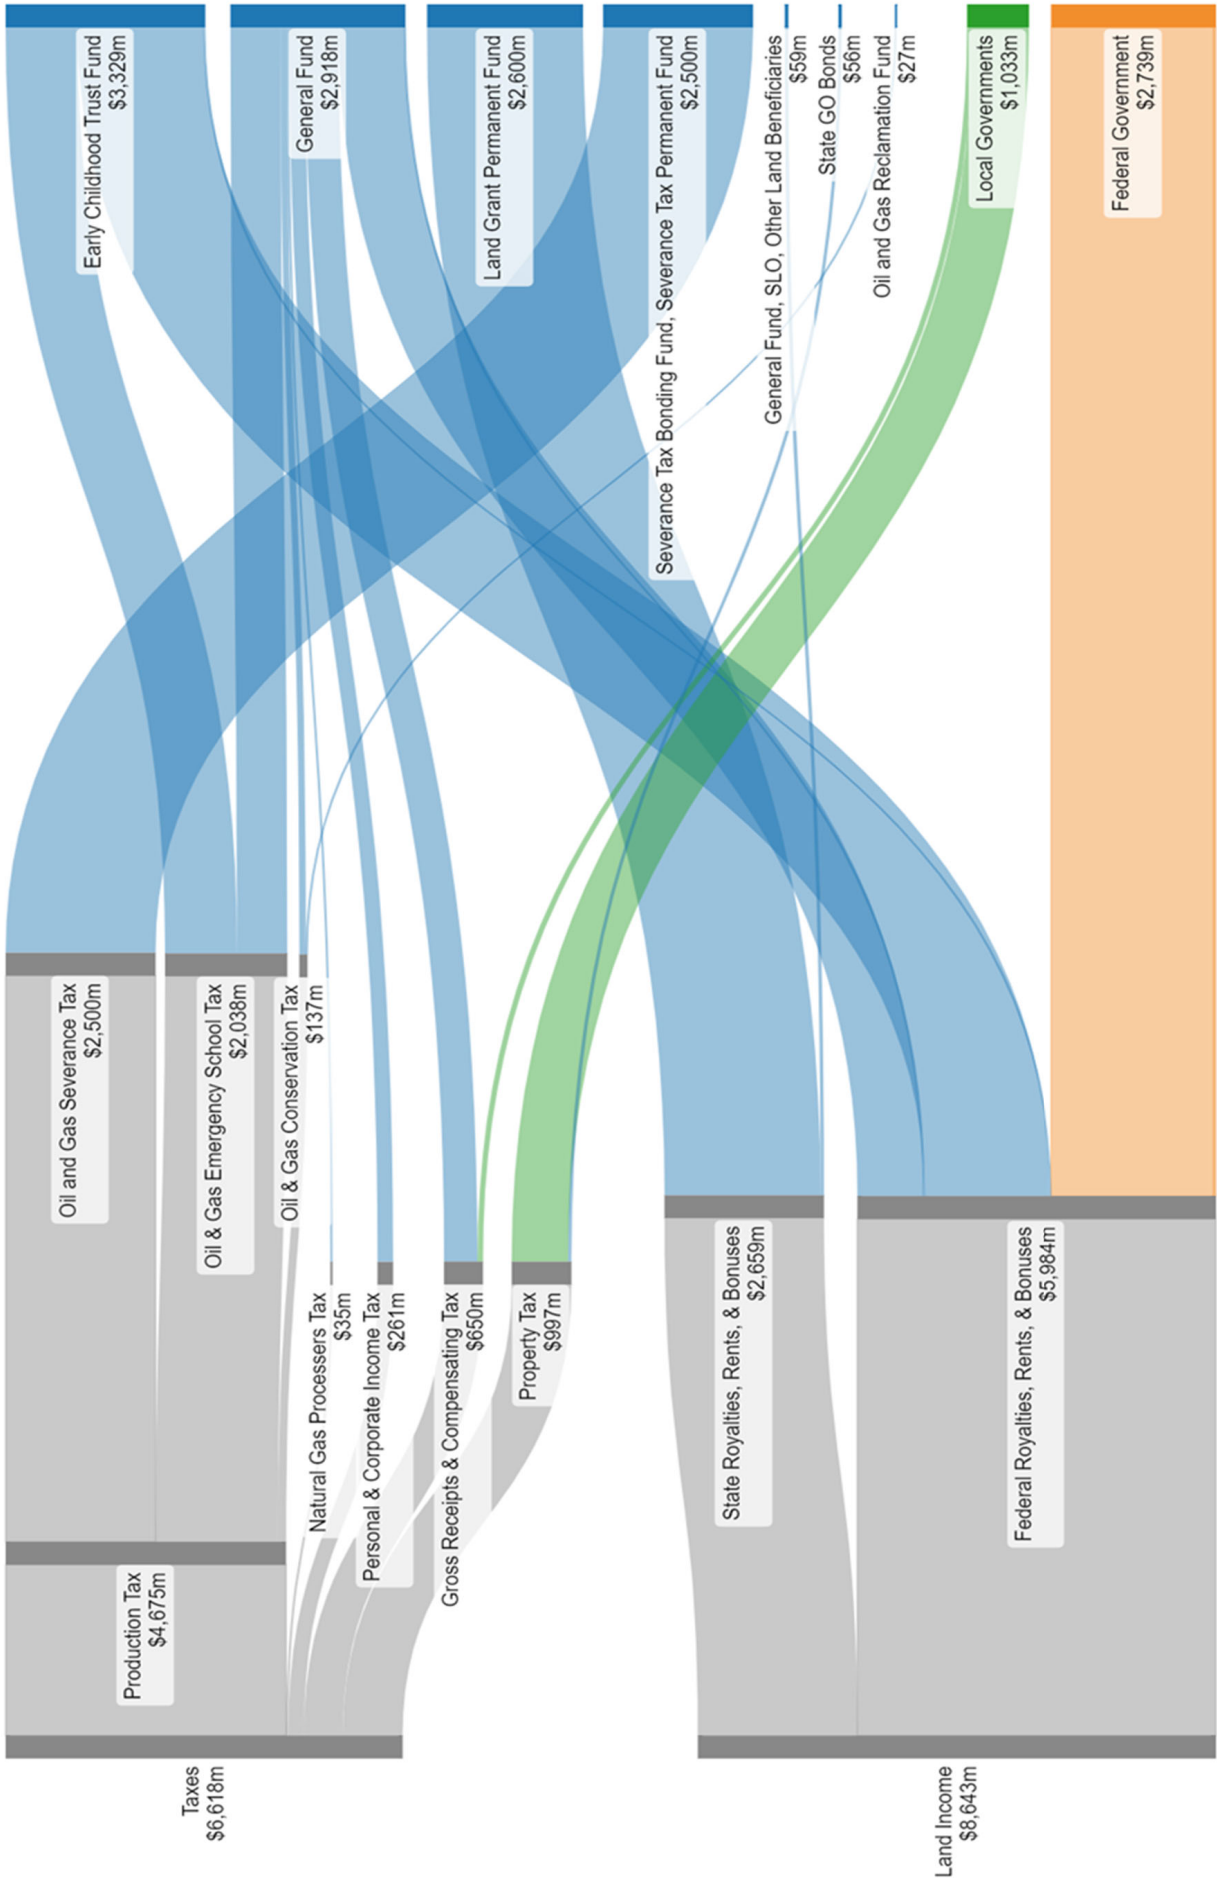 Taxes
$6,618m
Land Income
$8,643m
Production Tax
$4,675m
Oil and Gas Severance Tax
$2,500m
Oil & Gas Emergency School Tax
$2,038m
Oil & Gas Conservation Tax
$137m
Natural Gas Processers Tax
$35m
Personal & Corporate Income Tax
$261m
Gross Receipts & Compensating Tax
$650m
Property Tax
$997m
State Royalties, Rents, & Bonuses
$2,659m
Federal Royalties, Rents, & Bonuses
$5,984m
Early Childhood Trust Fund
$3,329m
General Fund
$2,918m
Land Grant Permanent Fund
$2,600m
Severance Tax Bonding Fund, Severance Tax Permanent Fund
$2,500m
General Fund, SLO, Other Land Beneficiaries
$59m
State GO Bonds
$56m
Oil and Gas Reclamation Fund
$27m
Local Governments
$1,033m
Federal Government
$2,739m